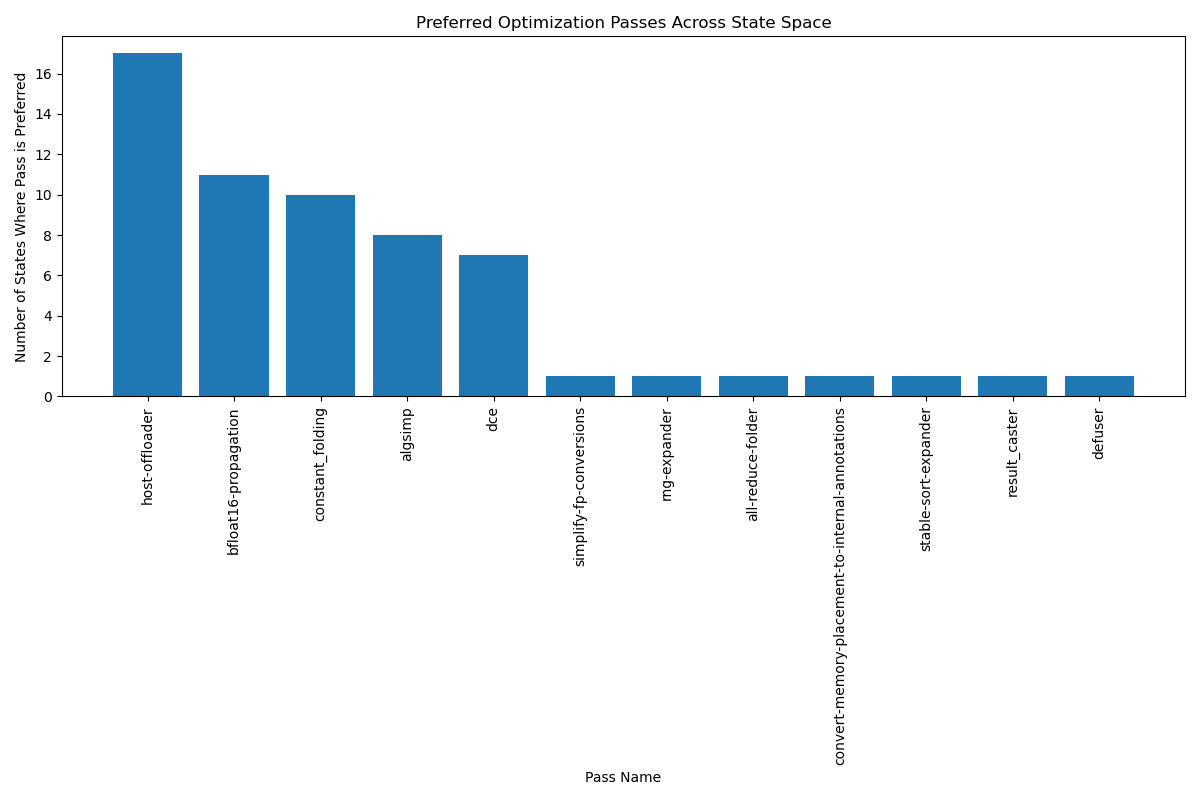 Preferred Optimization Passes Across State Space
Number of States Where Pass is Preferred
16
14
12
10
8
6
4
2
0
host-offloader
bfloat16-propagation
constant_folding
algsimp
dce
simplify-fp-conversions
rng-expander
all-reduce-folder
convert-memory-placement-to-internal-annotations
stable-sort-expander
result_caster
defuser
Pass Name